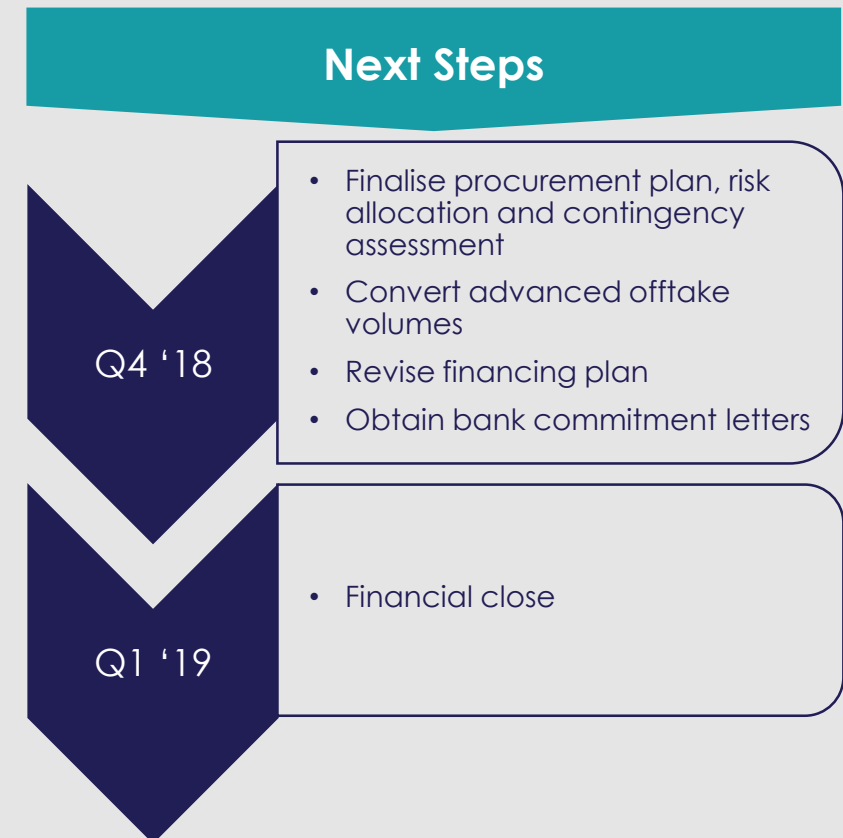 Next Steps
Q4 ‘18
• Finalise procurement plan, risk
allocation and contingency
assessment
• Convert advanced offtake
volumes
• Revise financing plan
• Obtain bank commitment letters
Q1 ‘19
• Financial close